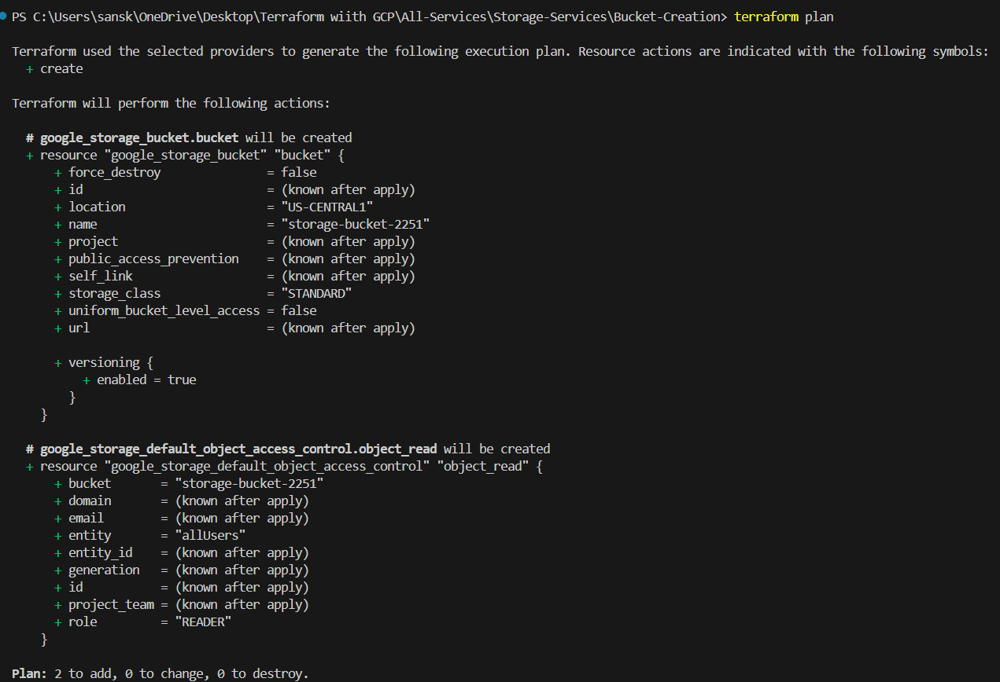 PS C:\Users\sansk\OneDrive\Desktop\Terraform wiith GCP\All-Services\Storage-Services\Bucket-Creation> terraform plan
Terraform used the selected providers to generate the following execution plan. Resource actions are indicated with the following symbols:
  + create
Terraform will perform the following actions:
  # google_storage_bucket.bucket will be created
  + resource "google_storage_bucket" "bucket" {
      + force_destroy               = false
      + id                          = (known after apply)
      + location                    = "US-CENTRAL1"
      + name                        = "storage-bucket-2251"
      + project                     = (known after apply)
      + public_access_prevention    = (known after apply)
      + self_link                   = (known after apply)
      + storage_class               = "STANDARD"
      + uniform_bucket_level_access = false
      + url                         = (known after apply)
      + versioning {
          + enabled = true
        }
    }
  # google_storage_default_object_access_control.object_read will be created
  + resource "google_storage_default_object_access_control" "object_read" {
      + bucket       = "storage-bucket-2251"
      + domain       = (known after apply)
      + email        = (known after apply)
      + entity       = "allUsers"
      + entity_id    = (known after apply)
      + generation   = (known after apply)
      + id           = (known after apply)
      + project_team = (known after apply)
      + role         = "READER"
    }
Plan: 2 to add, 0 to change, 0 to destroy.